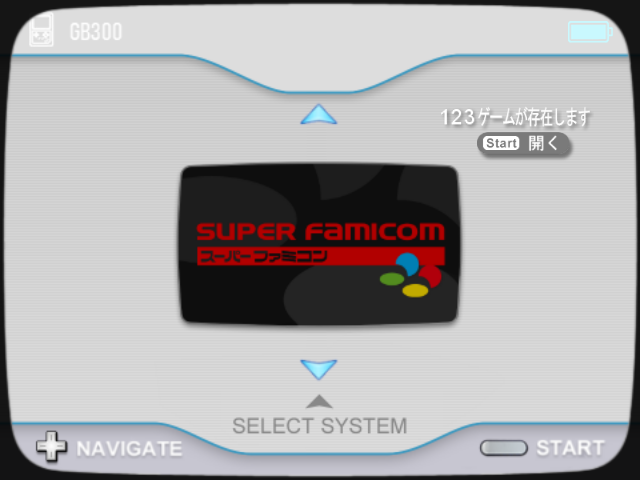 GB300
123ゲームが存在します
Start 開く
SUPER FAMICOM
スーパーファミコン
SELECT SYSTEM
NAVIGATE
START